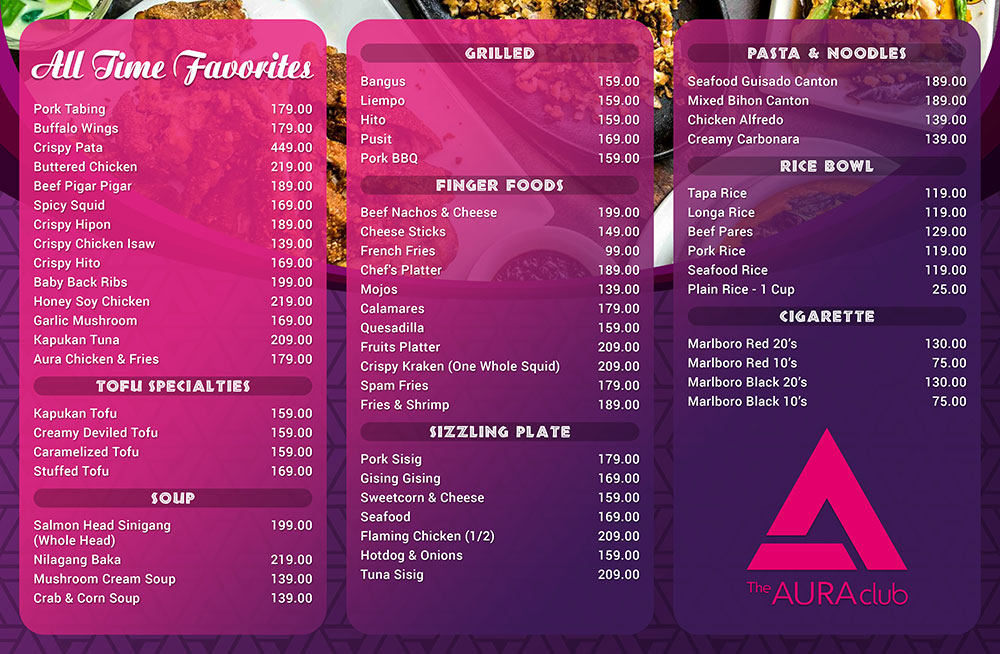 All Time Favorites
Pork Tabing 179.00
Buffalo Wings 179.00
Crispy Pata 449.00
Buttered Chicken 219.00
Beef Pigar Pigar 189.00
Spicy Squid 169.00
Crispy Hipon 189.00
Crispy Chicken Isaw 139.00
Crispy Hito 169.00
Baby Back Ribs 199.00
Honey Soy Chicken 219.00
Garlic Mushroom 169.00
Kapukan Tuna 209.00
Aura Chicken & Fries 179.00
TOFU SPECIALTIES
Kapukan Tofu 159.00
Creamy Deviled Tofu 159.00
Caramelized Tofu 159.00
Stuffed Tofu 169.00
SOUP
Salmon Head Sinigang 199.00
(Whole Head)
Nilagang Baka 219.00
Mushroom Cream Soup 139.00
Crab & Corn Soup 139.00
GRILLED
Bangus 159.00
Liempo 159.00
Hito 159.00
Pusit 169.00
Pork BBQ 159.00
FINGER FOODS
Beef Nachos & Cheese 199.00
Cheese Sticks 149.00
French Fries 99.00
Chef's Platter 189.00
Mojos 139.00
Calamares 179.00
Quesadilla 159.00
Fruits Platter 209.00
Crispy Kraken (One Whole Squid) 209.00
Spam Fries 179.00
Fries & Shrimp 189.00
SIZZLING PLATE
Pork Sisig 179.00
Gising Gising 169.00
Sweetcorn & Cheese 159.00
Seafood 169.00
Flaming Chicken (1/2) 209.00
Hotdog & Onions 159.00
Tuna Sisig 209.00
PASTA & NOODLES
Seafood Guisado Canton 189.00
Mixed Bihon Canton 189.00
Chicken Alfredo 139.00
Creamy Carbonara 139.00
RICE BOWL
Tapa Rice 119.00
Longa Rice 119.00
Beef Pares 129.00
Pork Rice 119.00
Seafood Rice 119.00
Plain Rice - 1 Cup 25.00
CIGARETTE
Marlboro Red 20's 130.00
Marlboro Red 10's 75.00
Marlboro Black 20's 130.00
Marlboro Black 10's 75.00
The AURA club